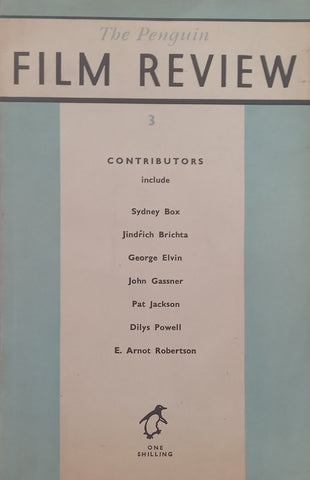 The Penguin
FILM REVIEW
3
CONTRIBUTORS
include
Sydney Box
Jindřich Brichta
George Elvin
John Gassner
Pat Jackson
Dilys Powell
E. Arnot Robertson
ONE
SHILLING